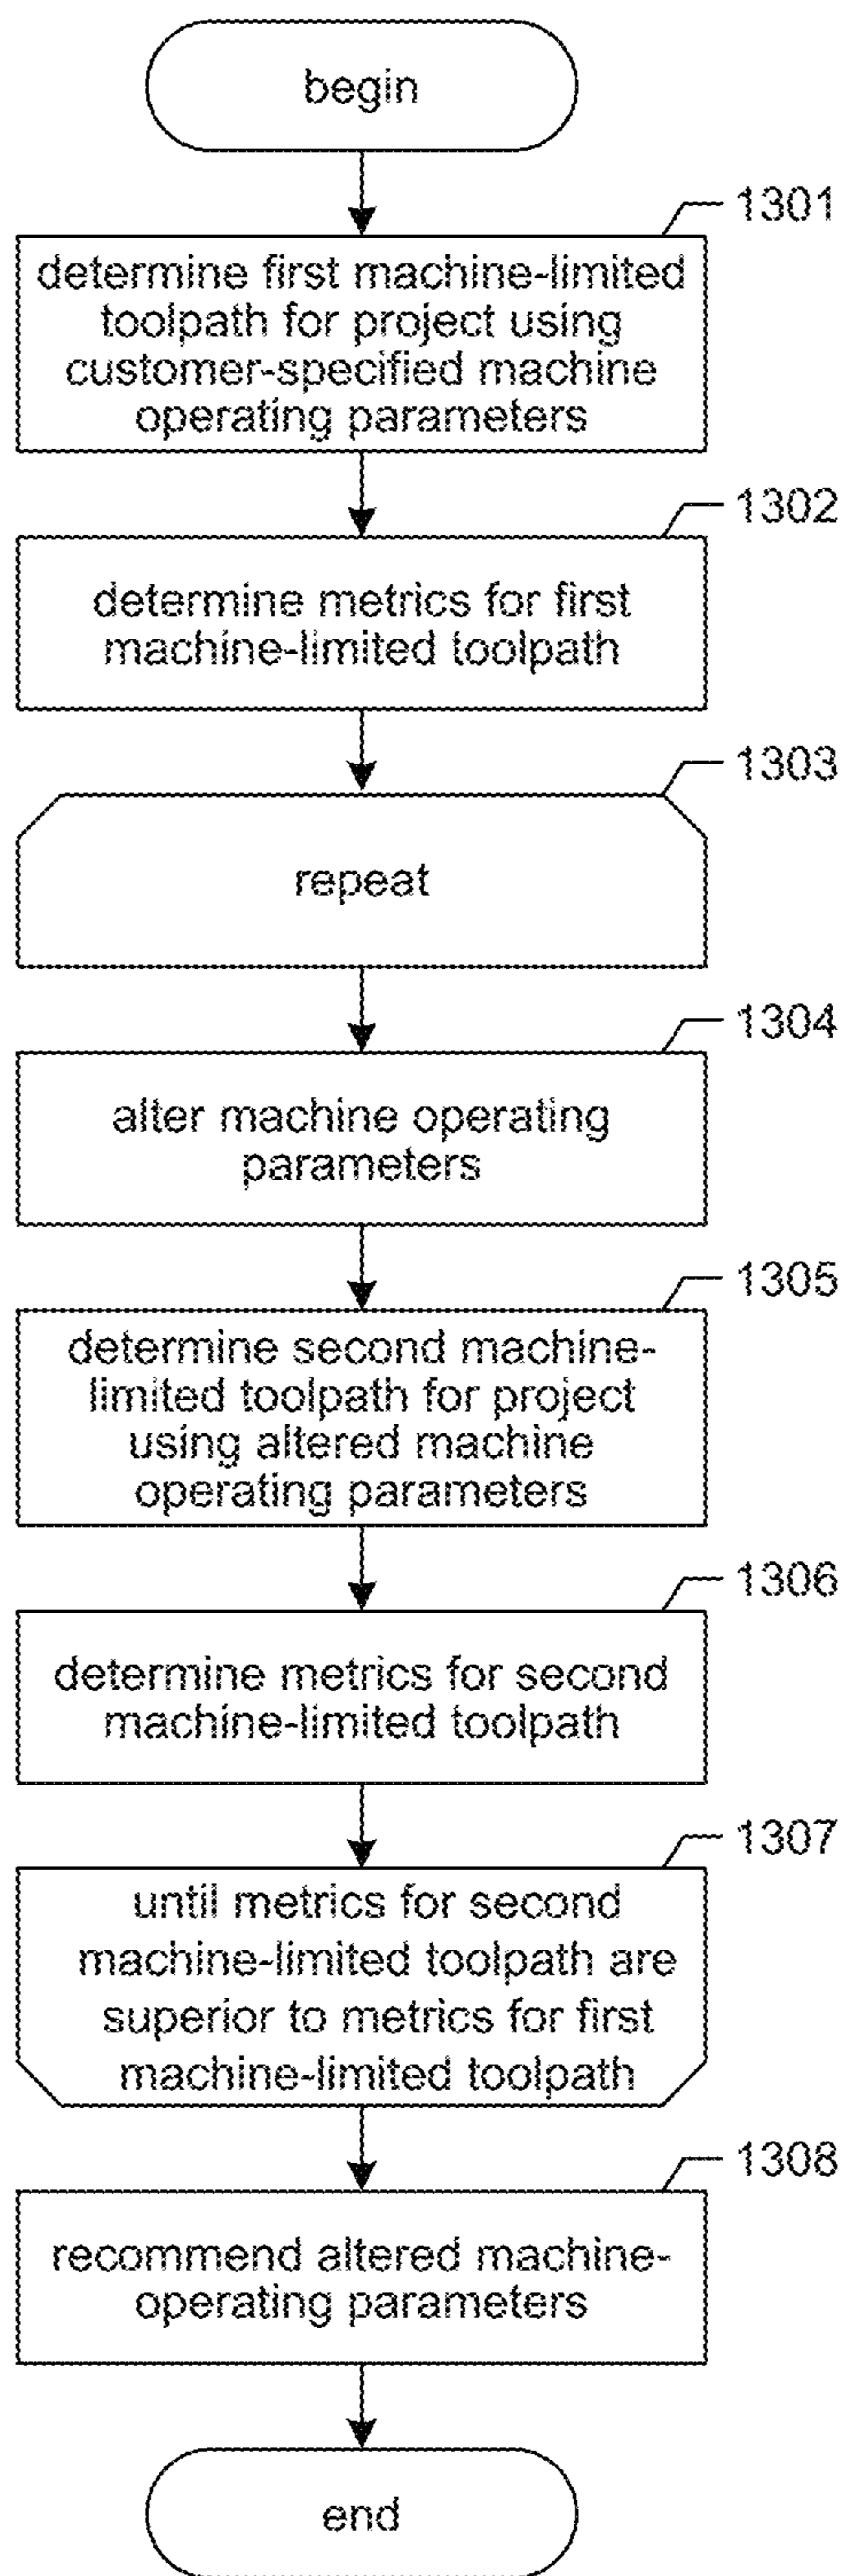 begin
1301
determine first machine-limited
toolpath for project using
customer-specified machine
operating parameters
1302
determine metrics for first
machine-limited toolpath
1303
repeat
1304
alter machine operating
parameters
1305
determine second machine-
limited toolpath for project
using altered machine
operating parameters
1306
determine metrics for second
machine-limited toolpath
1307
until metrics for second
machine-limited toolpath are
superior to metrics for first
machine-limited toolpath
1308
recommend altered machine-
operating parameters
end